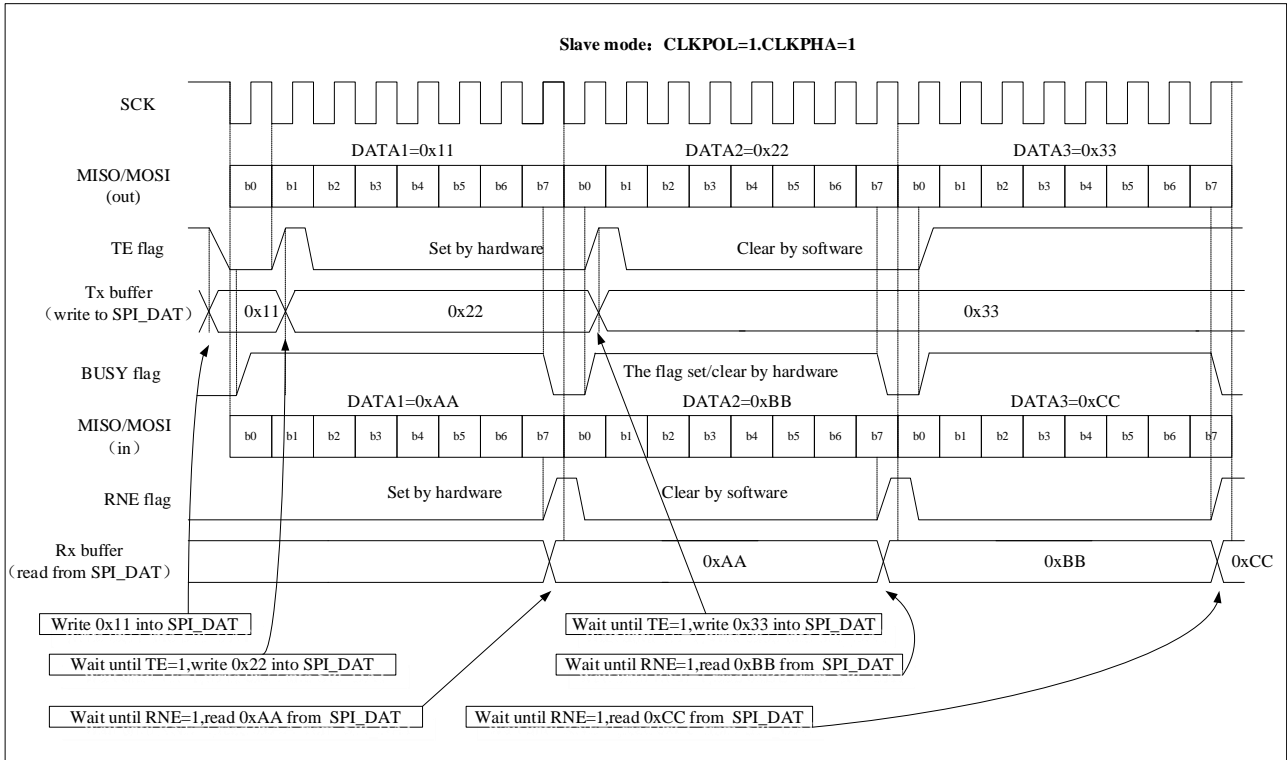 Slave mode：CLKPOL=1.CLKPHA=1
SCK
DATA1=0x11 DATA2=0x22 DATA3=0x33
MISO/MOSI
(out)
b0 b1 b2 b3 b4 b5 b6 b7 b0 b1 b2 b3 b4 b5 b6 b7 b0 b1 b2 b3 b4 b5 b6 b7
TE flag Set by hardware Clear by software
Tx buffer
（write to SPI_DAT）
0x11 0x22 0x33
BUSY flag The flag set/clear by hardware
DATA1=0xAA DATA2=0xBB DATA3=0xCC
MISO/MOSI
（in）
b0 b1 b2 b3 b4 b5 b6 b7 b0 b1 b2 b3 b4 b5 b6 b7 b0 b1 b2 b3 b4 b5 b6 b7
RNE flag Set by hardware Clear by software
Rx buffer
（read from SPI_DAT）
0xAA 0xBB 0xCC
Write 0x11 into SPI_DAT Wait until TE=1,write 0x33 into SPI_DAT
Wait until TE=1,write 0x22 into SPI_DAT Wait until RNE=1,read 0xBB from SPI_DAT
Wait until RNE=1,read 0xAA from SPI_DAT Wait until RNE=1,read 0xCC from SPI_DAT